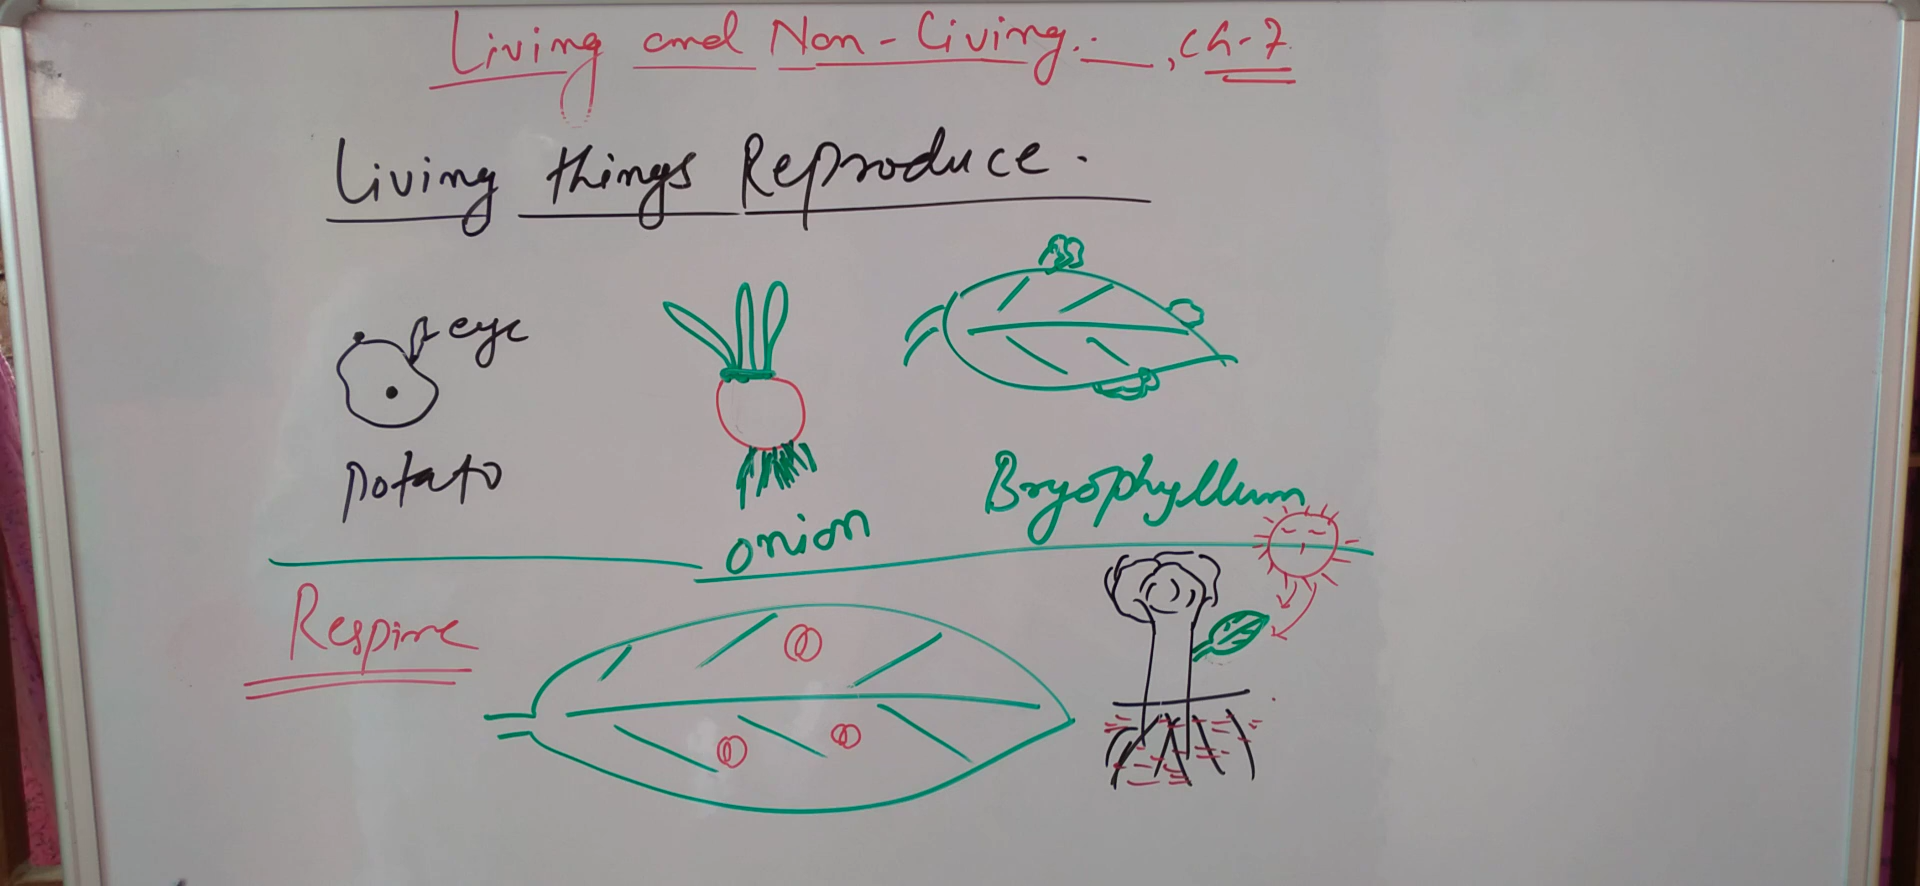 Living and Non-Living.. , Ch-7.
Living things Reproduce.
eye
potato
onion
Bryophyllum
Respire